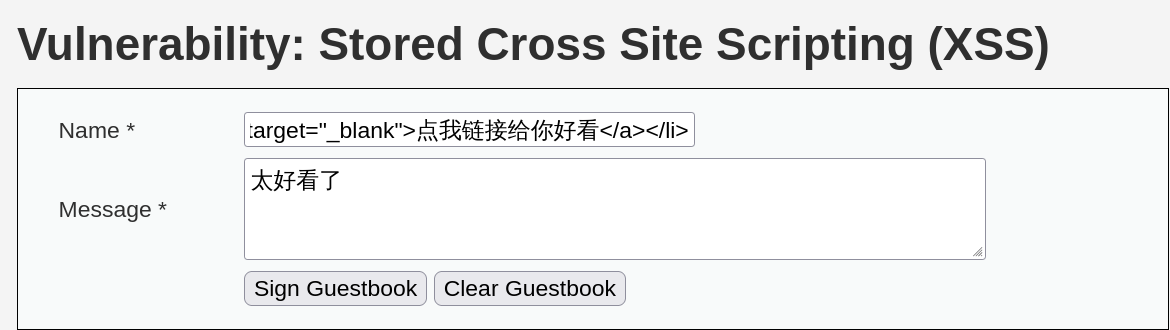 Vulnerability: Stored Cross Site Scripting (XSS)
Name * target="_blank">点我链接给你好看</a></li>
Message * 太好看了
Sign Guestbook Clear Guestbook